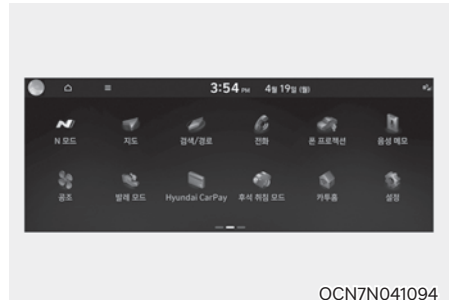 3:54 PM 4월 19일 (월)
N 모드 지도 검색/경로 전화 폰 프로젝션 음성 메모
공조 발레 모드 Hyundai CarPay 후석 취침 모드 카투홈 설정
OCN7N041094